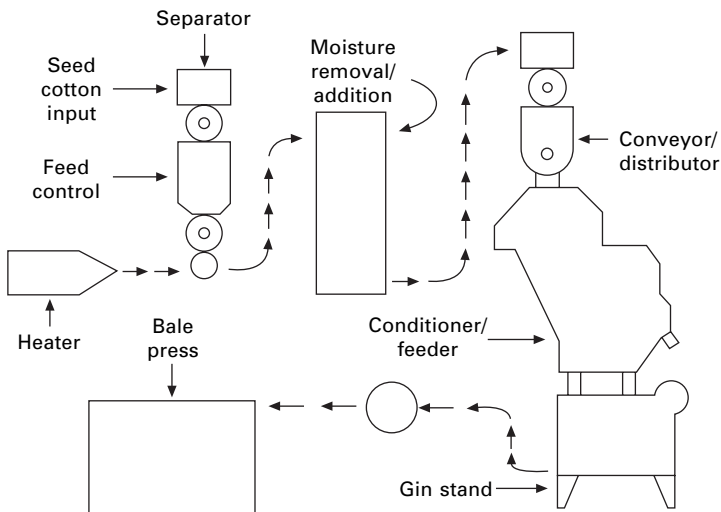 Separator
Seed
cotton
input
Moisture
removal/
addition
Conveyor/
distributor
Feed
control
Heater
Bale
press
Conditioner/
feeder
Gin stand